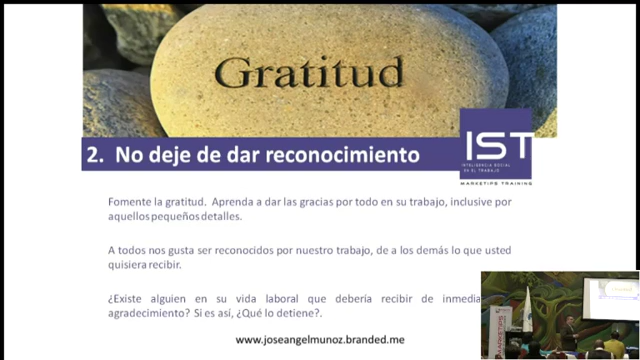 Gratitud
2. No deje de dar reconocimiento
IST
INTELIGENCIA SOCIAL
EN EL TRABAJO
MARKETIPS TRAINING
Fomente la gratitud. Aprenda a dar las gracias por todo en su trabajo, inclusive por
aquellos pequeños detalles.
A todos nos gusta ser reconocidos por nuestro trabajo, de a los demás lo que usted
quisiera recibir.
¿Existe alguien en su vida laboral que debería recibir de inmedia
agradecimiento? Si es así, ¿Qué lo detiene?.
www.joseangelmunoz.branded.me
Gratitud
MARKETIPS